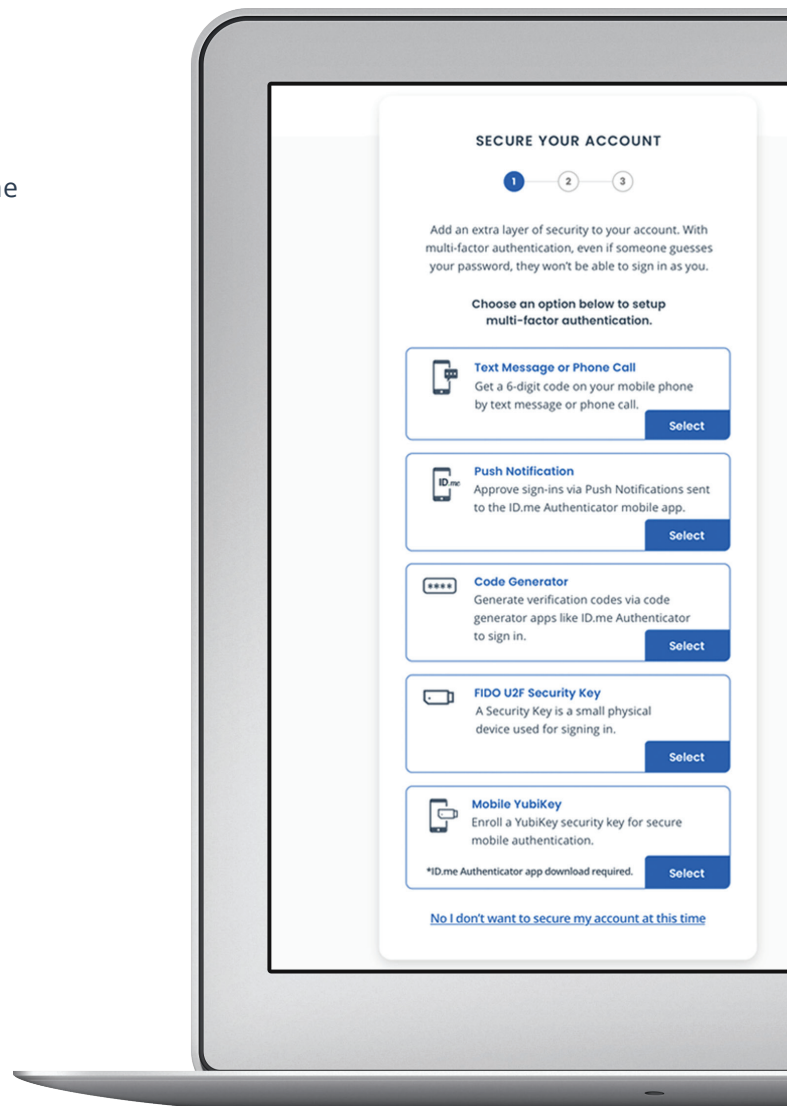 SECURE YOUR ACCOUNT
1 2 3
Add an extra layer of security to your account. With
multi-factor authentication, even if someone guesses
your password, they won't be able to sign in as you.
Choose an option below to setup
multi-factor authentication.
Text Message or Phone Call
Get a 6-digit code on your mobile phone
by text message or phone call.
Select
ID.me
Push Notification
Approve sign-ins via Push Notifications sent
to the ID.me Authenticator mobile app.
Select
****
Code Generator
Generate verification codes via code
generator apps like ID.me Authenticator
to sign in.
Select
FIDO U2F Security Key
A Security Key is a small physical
device used for signing in.
Select
Mobile YubiKey
Enroll a YubiKey security key for secure
mobile authentication.
*ID.me Authenticator app download required.
Select
No I don't want to secure my account at this time